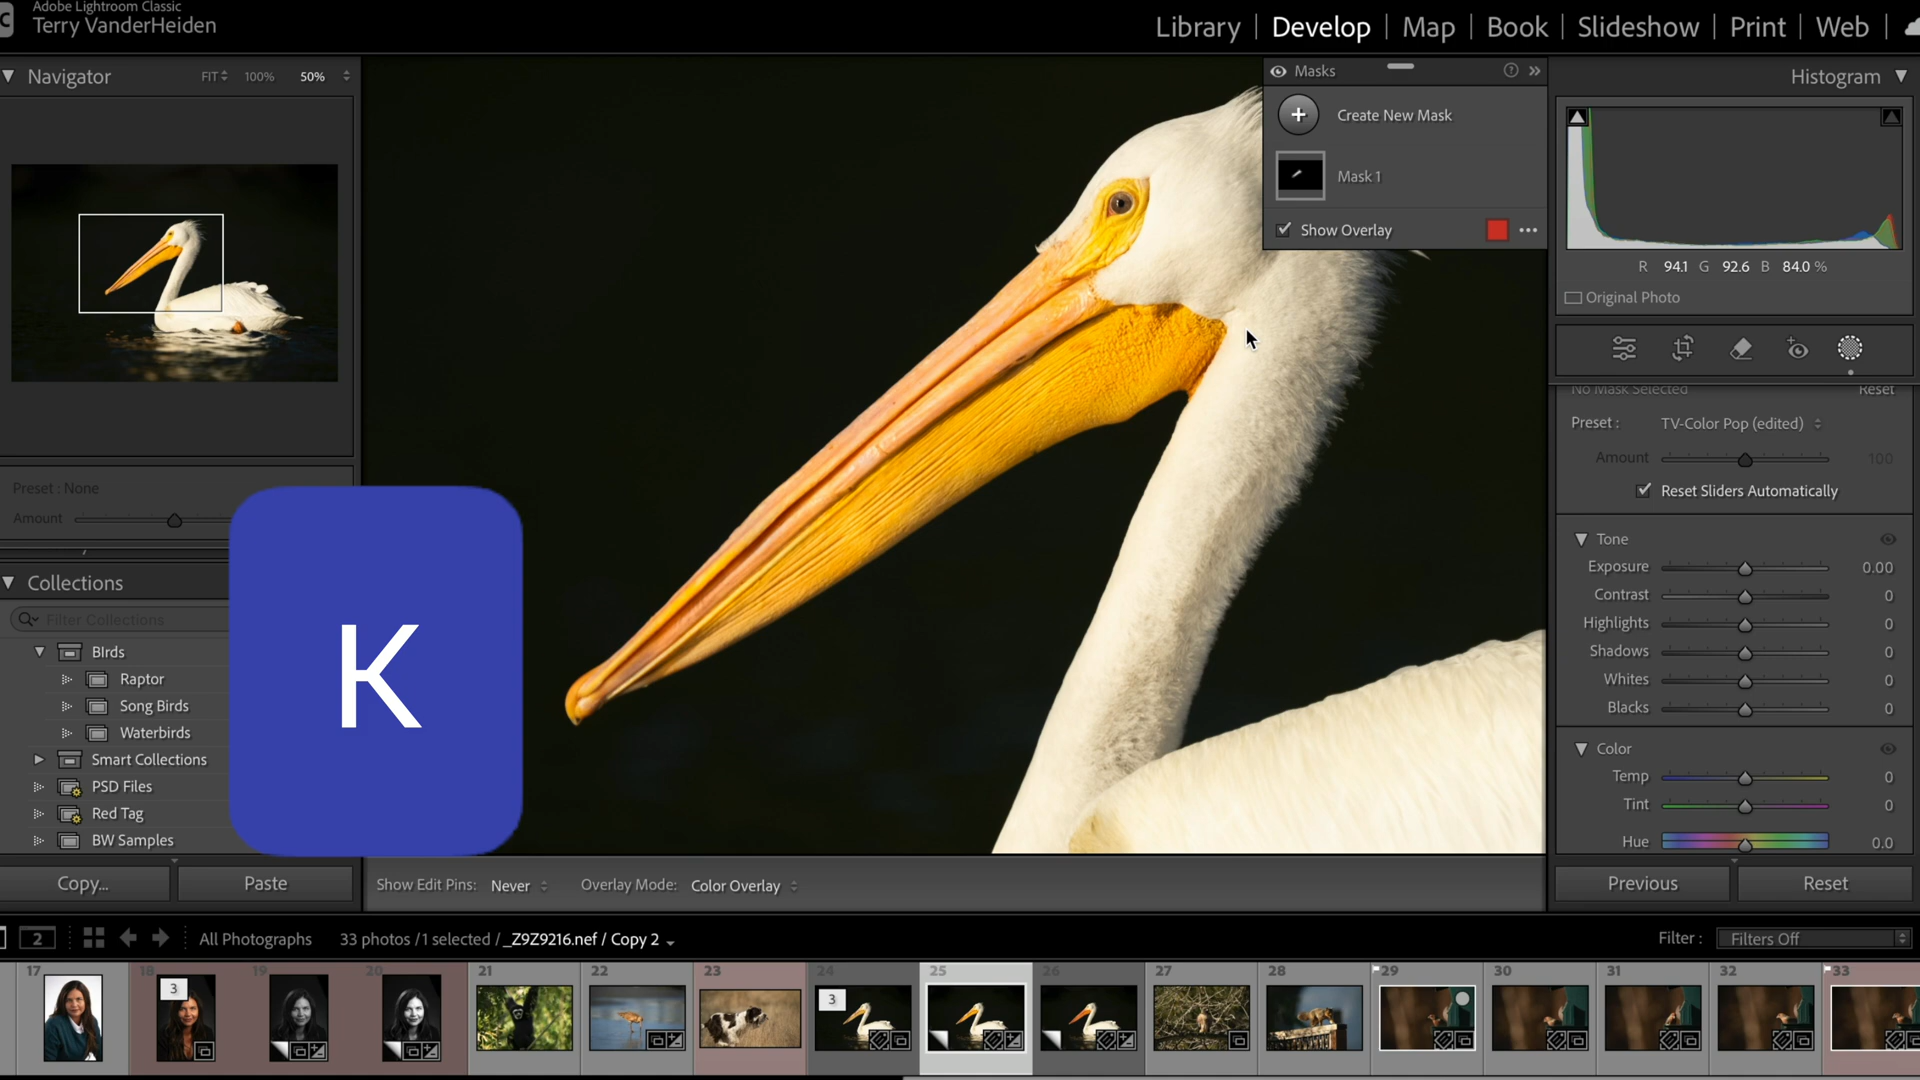 Adobe Lightroom Classic
Terry VanderHeiden
Library | Develop | Map | Book | Slideshow | Print | Web
Navigator FIT 100% 50%
Preset : None
Amount
Collections
Filter Collections
BIrds
Raptor
Song Birds
Waterbirds
Smart Collections
PSD Files
Red Tag
BW Samples
Copy... Paste
K
Masks
Create New Mask
Mask 1
Show Overlay
Show Edit Pins: Never Overlay Mode: Color Overlay
Histogram
R 94.1 G 92.6 B 84.0 %
Original Photo
No Mask Selected Reset
Preset : TV-Color Pop (edited)
Amount 100
Reset Sliders Automatically
Tone
Exposure 0.00
Contrast 0
Highlights 0
Shadows 0
Whites 0
Blacks 0
Color
Temp 0
Tint 0
Hue 0.0
Previous Reset
2 All Photographs 33 photos / 1 selected / _Z9Z9216.nef / Copy 2 Filter : Filters Off
17 18 19 20 21 22 23 24 25 26 27 28 29 30 31 32 33
3 3